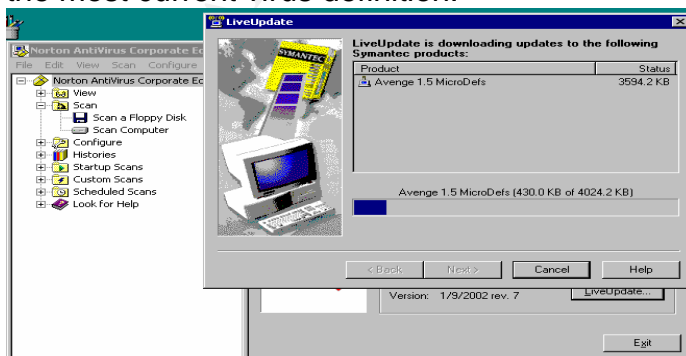 the most current virus definition.
Norton AntiVirus Corporate Ec
File Edit View Scan Configure
Norton AntiVirus Corporate Ec
View
Scan
Scan a Floppy Disk
Scan Computer
Configure
Histories
Startup Scans
Custom Scans
Scheduled Scans
Look for Help
LiveUpdate
SYMANTEC
LiveUpdate is downloading updates to the following
Symantec products:
Product Status
Avenge 1.5 MicroDefs 3594.2 KB
Avenge 1.5 MicroDefs (430.0 KB of 4024.2 KB)
< Back Next > Cancel Help
Version: 1/9/2002 rev. 7 LiveUpdate...
Exit